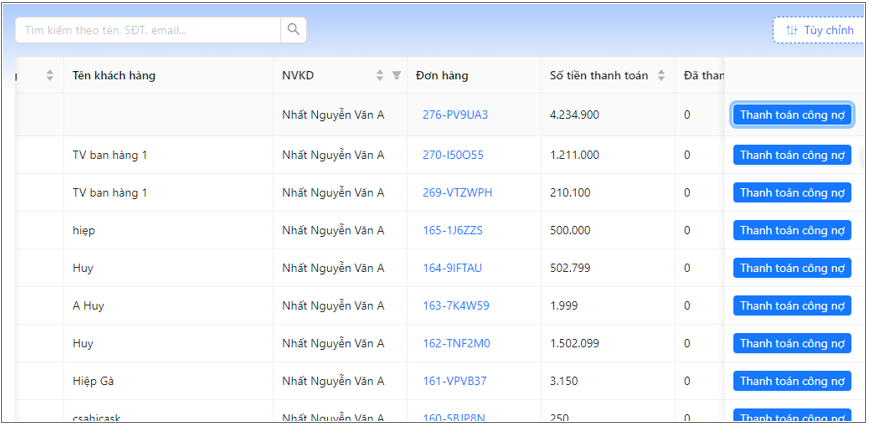 Tìm kiếm theo tên, SĐT, email...
Tùy chỉnh
Tên khách hàng NVKD Đơn hàng Số tiền thanh toán Đã than
Nhất Nguyễn Văn A 276-PV9UA3 4.234.900 0 Thanh toán công nợ
TV ban hàng 1 Nhất Nguyễn Văn A 270-I50O55 1.211.000 0 Thanh toán công nợ
TV ban hàng 1 Nhất Nguyễn Văn A 269-VTZWPH 210.100 0 Thanh toán công nợ
hiẹp Nhất Nguyễn Văn A 165-1J6ZZS 500.000 0 Thanh toán công nợ
Huy Nhất Nguyễn Văn A 164-9IFTAU 502.799 0 Thanh toán công nợ
A Huy Nhất Nguyễn Văn A 163-7K4W59 1.999 0 Thanh toán công nợ
Huy Nhất Nguyễn Văn A 162-TNF2M0 1.502.099 0 Thanh toán công nợ
Hiệp Gà Nhất Nguyễn Văn A 161-VPVB37 3.150 0 Thanh toán công nợ
csahicask Nhất Nguyễn Văn A 160-5BJP8N 250 0 Thanh toán công nợ